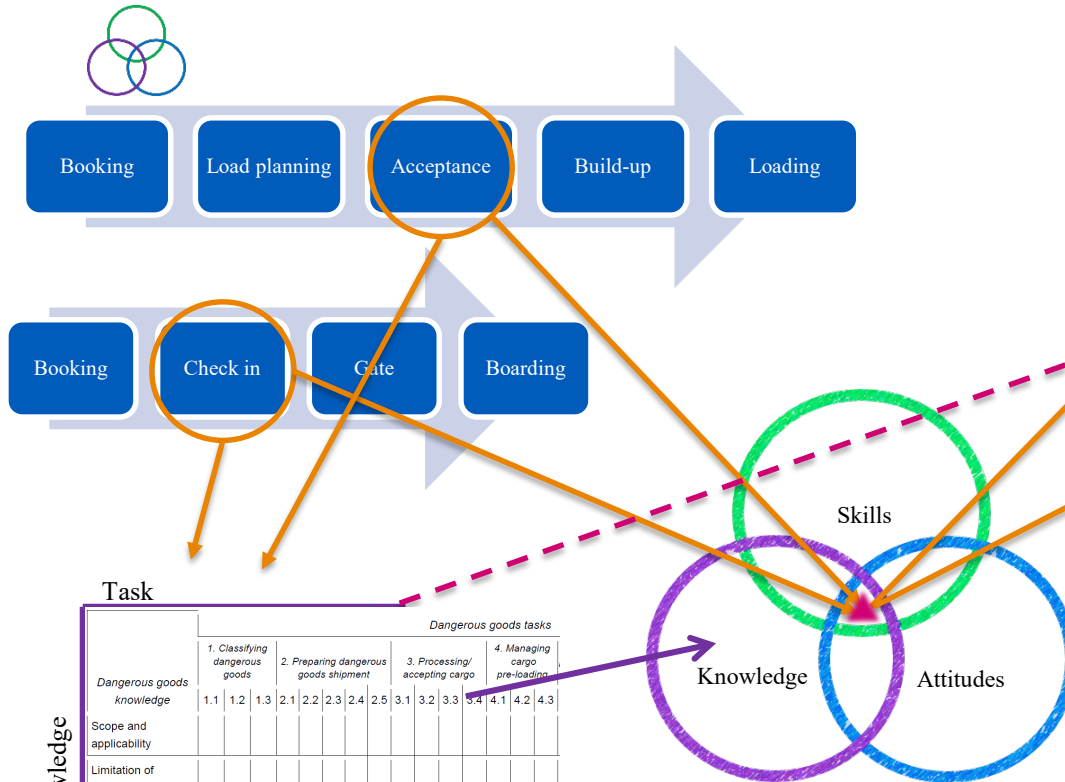 Booking
Load planning
Acceptance
Build-up
Loading
Booking
Check in
Gate
Boarding
Skills
Knowledge
Attitudes
Task
Dangerous goods tasks
1. Classifying
dangerous
goods
2. Preparing dangerous
goods shipment
3. Processing/
accepting cargo
4. Managing
cargo
pre-loading
Dangerous goods
knowledge
1.1 1.2 1.3 2.1 2.2 2.3 2.4 2.5 3.1 3.2 3.3 3.4 4.1 4.2 4.3
Scope and
applicability
Limitation of